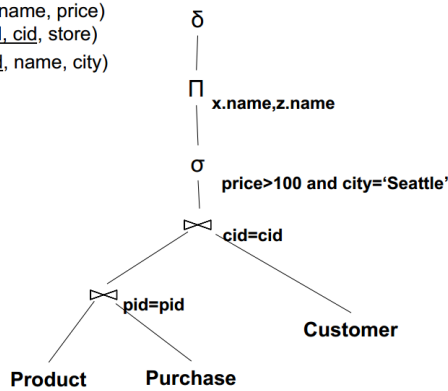 name, price)
cid, store)
, name, city)
δ
Π
x.name,z.name
σ
price>100 and city=‘Seattle’
cid=cid
pid=pid
Customer
Product
Purchase